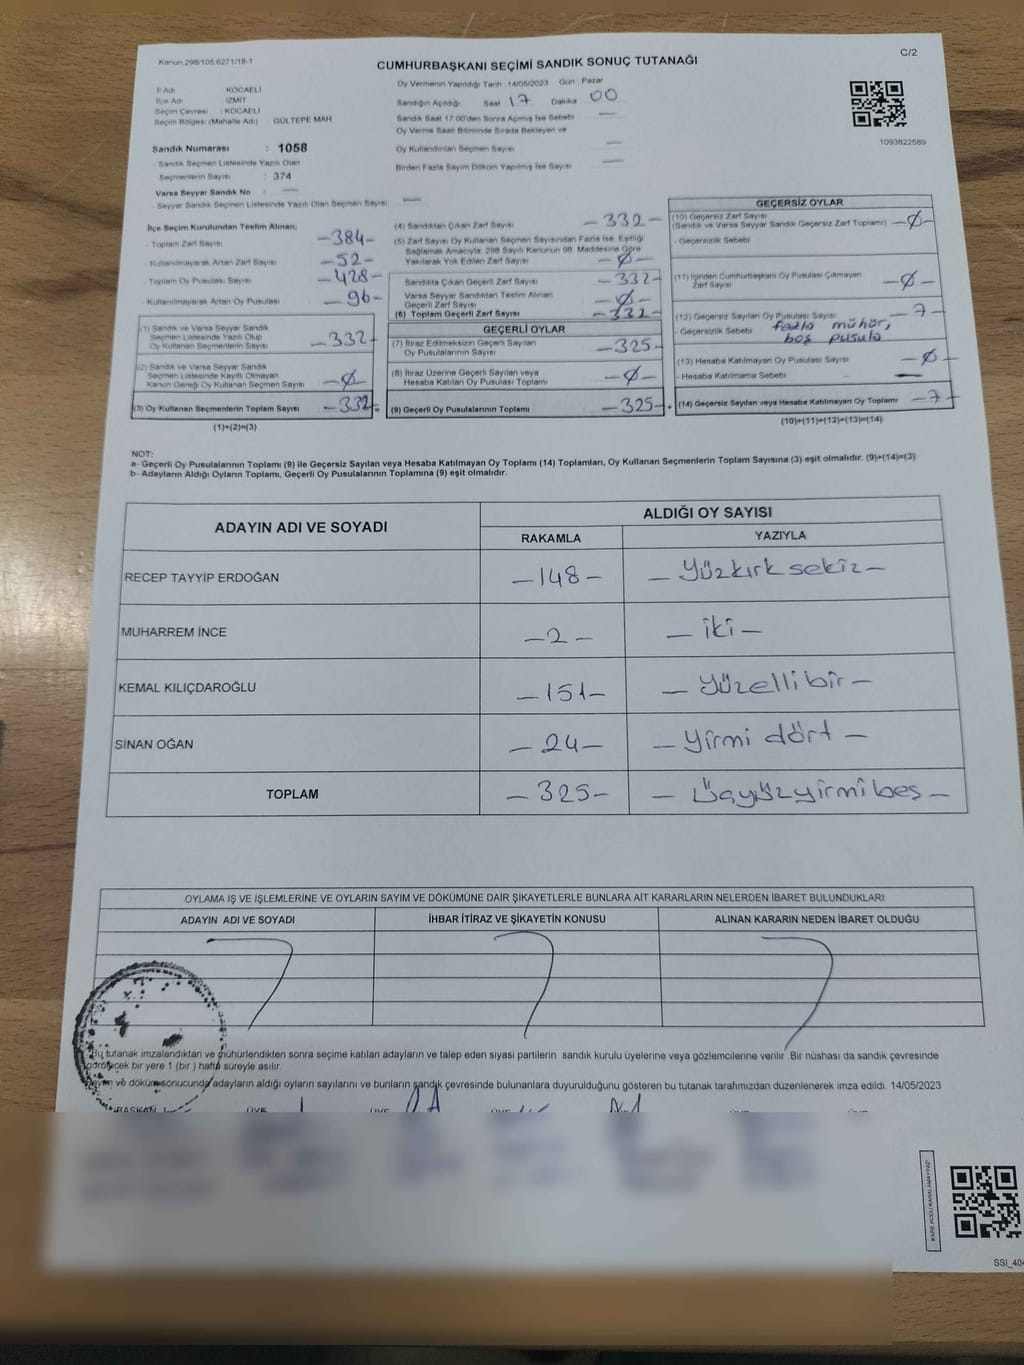 Kanun:298/105,6271/18-1
C/2
CUMHURBAŞKANI SEÇİMİ SANDIK SONUÇ TUTANAĞI
İl Adı : KOCAELİ
İlçe Adı : İZMİT
Seçim Çevresi : KOCAELİ
Seçim Bölgesi (Mahalle Adı) : GÜLTEPE MAH
Sandık Numarası : 1058
- Sandık Seçmen Listesinde Yazılı Olan
Seçmenlerin Sayısı : 374
Varsa Seyyar Sandık No : —
- Seyyar Sandık Seçmen Listesinde Yazılı Olan Seçmen Sayısı : —
Oy Vermenin Yapıldığı Tarih 14/05/2023 Gün : Pazar
Sandığın Açıldığı Saat 17 Dakika 00
Sandık Saat 17:00'den Sonra Açılmış İse Sebebi —
Oy Verme Saati Bitiminde Sırada Bekleyen ve
Oy Kullandırılan Seçmen Sayısı —
Birden Fazla Sayım Döküm Yapılmış İse Sayısı —
1093822589
İlçe Seçim Kurulundan Teslim Alınan;
- Toplam Zarf Sayısı -384-
- Kullanılmayarak Artan Zarf Sayısı -52-
- Toplam Oy Pusulası -428-
- Kullanılmayarak Artan Oy Pusulası -96-
(1) Sandık ve Varsa Seyyar Sandık
Seçmen Listesinde Yazılı Olup
Oy Kullanan Seçmenlerin Sayısı -332-
(2) Sandık ve Varsa Seyyar Sandık
Seçmen Listesinde Kayıtlı Olmayan
Kanun Gereği Oy Kullanan Seçmen Sayısı -Ø-
(3) Oy Kullanan Seçmenlerin Toplam Sayısı -332-
(1)+(2)=(3)
(4) Sandıktan Çıkan Zarf Sayısı -332-
(5) Zarf Sayısı Oy Kullanan Seçmen Sayısından Fazla İse, Eşitliği
Sağlamak Amacıyla; 298 Sayılı Kanunun 98. Maddesine Göre
Yakılarak Yok Edilen Zarf Sayısı -Ø-
Sandıkta Çıkan Geçerli Zarf Sayısı -332-
Varsa Seyyar Sandıktan Teslim Alınan
Geçerli Zarf Sayısı -Ø-
(6) Toplam Geçerli Zarf Sayısı -332-
GEÇERLİ OYLAR
(7) İtiraz Edilmeksizin Geçerli Sayılan
Oy Pusulalarının Sayısı -325-
(8) İtiraz Üzerine Geçerli Sayılan veya
Hesaba Katılan Oy Pusulası Toplamı -Ø-
(9) Geçerli Oy Pusulalarının Toplamı -325-
GEÇERSİZ OYLAR
(10) Geçersiz Zarf Sayısı
(Sandık ve Varsa Seyyar Sandık Geçersiz Zarf Toplamı) -Ø-
- Geçersizlik Sebebi
(11) İçinden Cumhurbaşkanı Oy Pusulası Çıkmayan
Zarf Sayısı -Ø-
(12) Geçersiz Sayılan Oy Pusulası Sayısı -7-
- Geçersizlik Sebebi fazla mühür,
boş pusula
(13) Hesaba Katılmayan Oy Pusulası Sayısı -Ø-
- Hesaba Katılmama Sebebi —
(14) Geçersiz Sayılan veya Hesaba Katılmayan Oy Toplamı -7-
(10)+(11)+(12)+(13)=(14)
NOT:
a- Geçerli Oy Pusulalarının Toplamı (9) ile Geçersiz Sayılan veya Hesaba Katılmayan Oy Toplamı (14) Toplamları, Oy Kullanan Seçmenlerin Toplam Sayısına (3) eşit olmalıdır. (9)+(14)=(3)
b- Adayların Aldığı Oyların Toplamı, Geçerli Oy Pusulalarının Toplamına (9) eşit olmalıdır.
ADAYIN ADI VE SOYADI ALDIĞI OY SAYISI
RAKAMLA YAZIYLA
RECEP TAYYİP ERDOĞAN -148- -Yüzkırk sekiz-
MUHARREM İNCE -2- -iki-
KEMAL KILIÇDAROĞLU -151- -Yüzelli bir-
SİNAN OĞAN -24- -Yirmi dört-
TOPLAM -325- -Üçyüzyirmibeş-
OYLAMA İŞ VE İŞLEMLERİNE VE OYLARIN SAYIM VE DÖKÜMÜNE DAİR ŞİKAYETLERLE BUNLARA AİT KARARLARIN NELERDEN İBARET BULUNDUKLARI
ADAYIN ADI VE SOYADI İHBAR İTİRAZ VE ŞİKAYETİN KONUSU ALINAN KARARIN NEDEN İBARET OLDUĞU
Bu tutanak imzalandıktan ve mühürlendikten sonra seçime katılan adayların ve talep eden siyasi partilerin sandık kurulu üyelerine veya gözlemcilerine verilir. Bir nüshası da sandık çevresinde
görülecek bir yere 1 (bir ) hafta süreyle asılır.
Sayım ve döküm sonucunda adayların aldığı oyların sayılarını ve bunların sandık çevresinde bulunanlara duyurulduğunu gösteren bu tutanak tarafımızdan düzenlenerek imza edildi. 14/05/2023
BAŞKAN ÜYE ÜYE ÜYE ÜYE ÜYE
KARE KODU KARALAMAYINIZ!
SSI_404